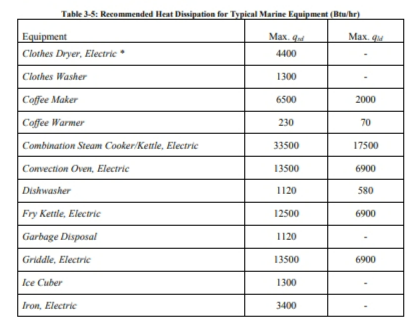 Table 3-5: Recommended Heat Dissipation for Typical Marine Equipment (Btu/hr)
Equipment Max. qsd Max. qld
Clothes Dryer, Electric * 4400 -
Clothes Washer 1300 -
Coffee Maker 6500 2000
Coffee Warmer 230 70
Combination Steam Cooker/Kettle, Electric 33500 17500
Convection Oven, Electric 13500 6900
Dishwasher 1120 580
Fry Kettle, Electric 12500 6900
Garbage Disposal 1120 -
Griddle, Electric 13500 6900
Ice Cuber 1300 -
Iron, Electric 3400 -